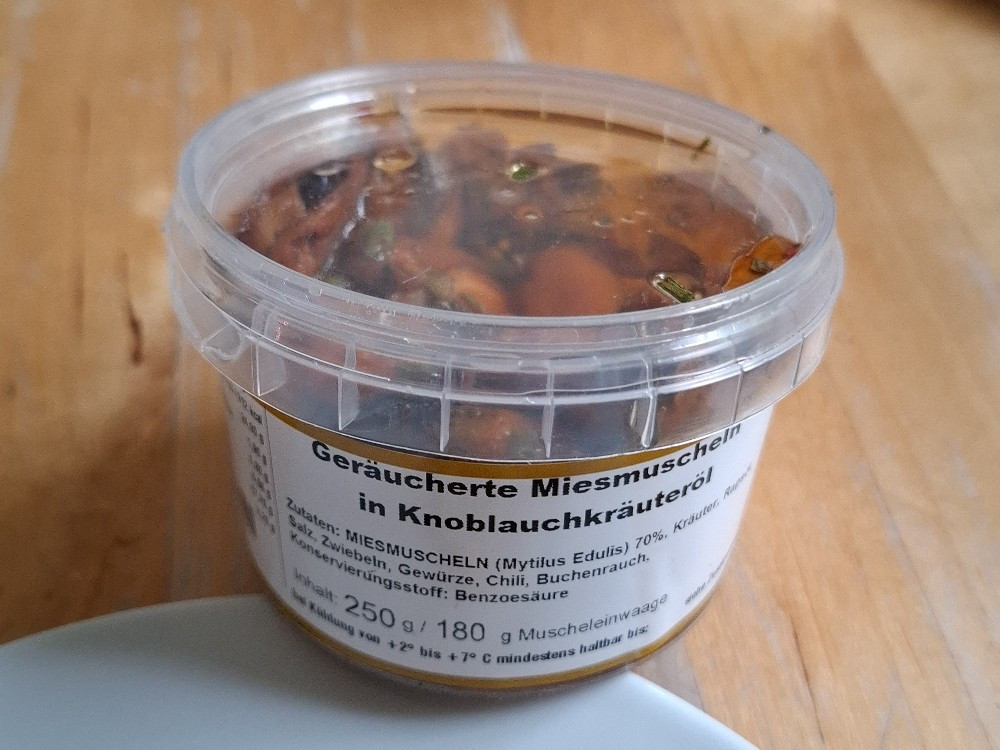 Geräucherte Miesmuscheln
in Knoblauchkräuteröl
Zutaten: MIESMUSCHELN (Mytilus Edulis) 70%, Kräuter,
Salz, Zwiebeln, Gewürze, Chili, Buchenrauch,
Konservierungsstoff: Benzoesäure
Inhalt: 250 g / 180 g Muscheleinwaage
bei Kühlung von +2° bis +7° C mindestens haltbar bis: